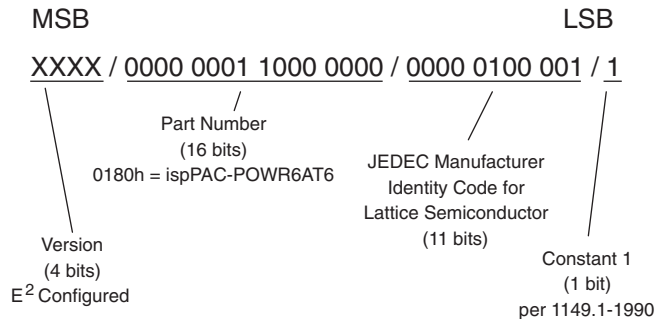 MSB LSB
XXXX / 0000 0001 1000 0000 / 0000 0100 001 / 1
Part Number
(16 bits)
0180h = ispPAC-POWR6AT6
JEDEC Manufacturer
Identity Code for
Lattice Semiconductor
(11 bits)
Version
(4 bits)
E² Configured
Constant 1
(1 bit)
per 1149.1-1990